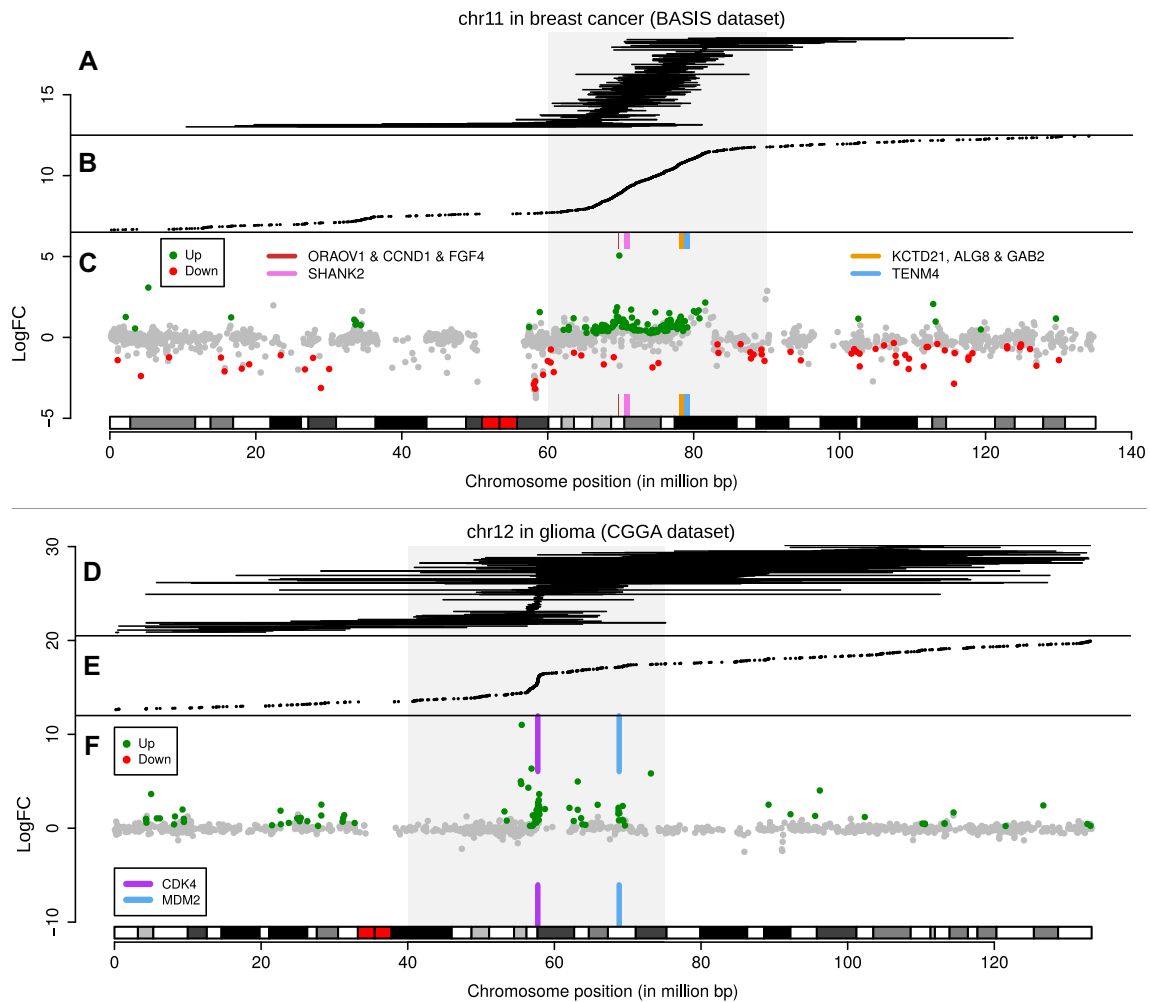 chr11 in breast cancer (BASIS dataset)
A
15
B
10
C
Up
Down
ORAOV1 & CCND1 & FGF4
SHANK2
KCTD21, ALG8 & GAB2
TENM4
5
0
−5
LogFC
0 20 40 60 80 100 120 140
Chromosome position (in million bp)
chr12 in glioma (CGGA dataset)
30
D
20
E
10
F
Up
Down
0
LogFC
CDK4
MDM2
−10
0 20 40 60 80 100 120
Chromosome position (in million bp)